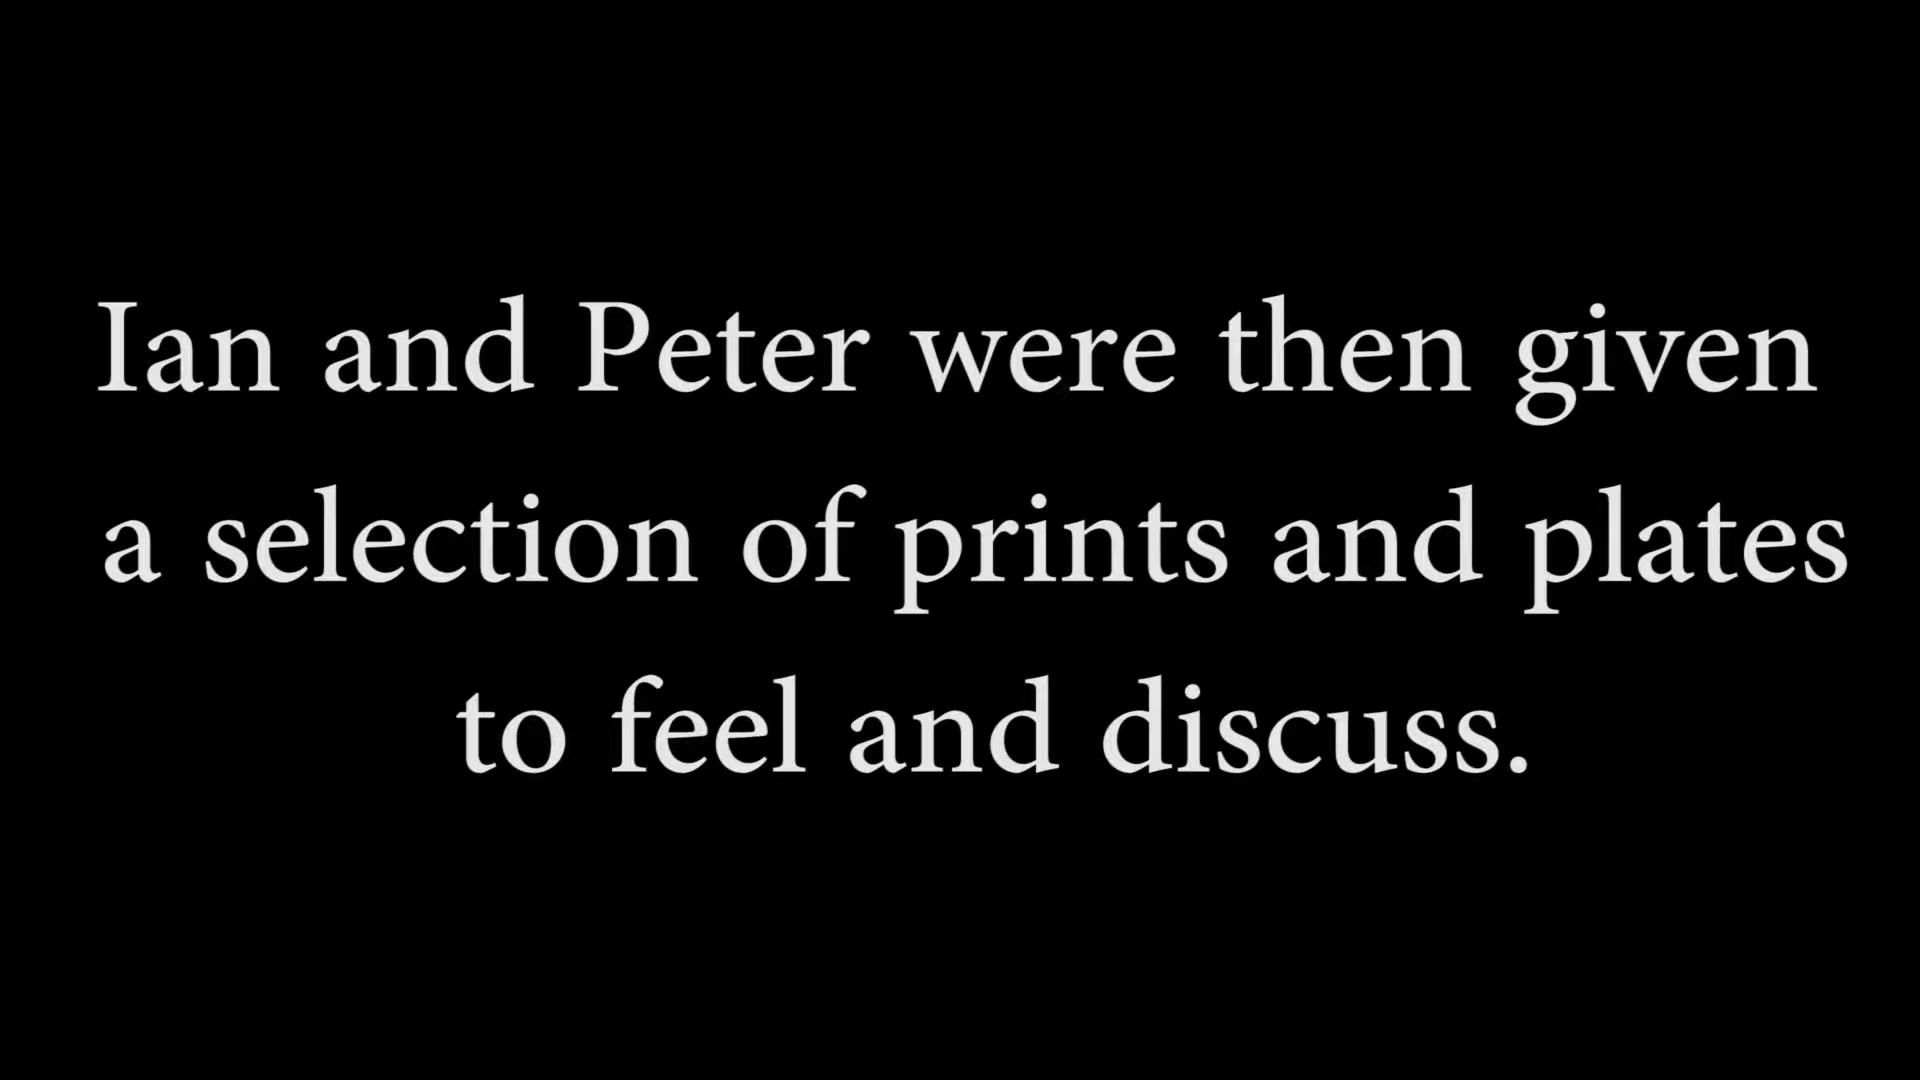 Ian and Peter were then given
a selection of prints and plates
to feel and discuss.